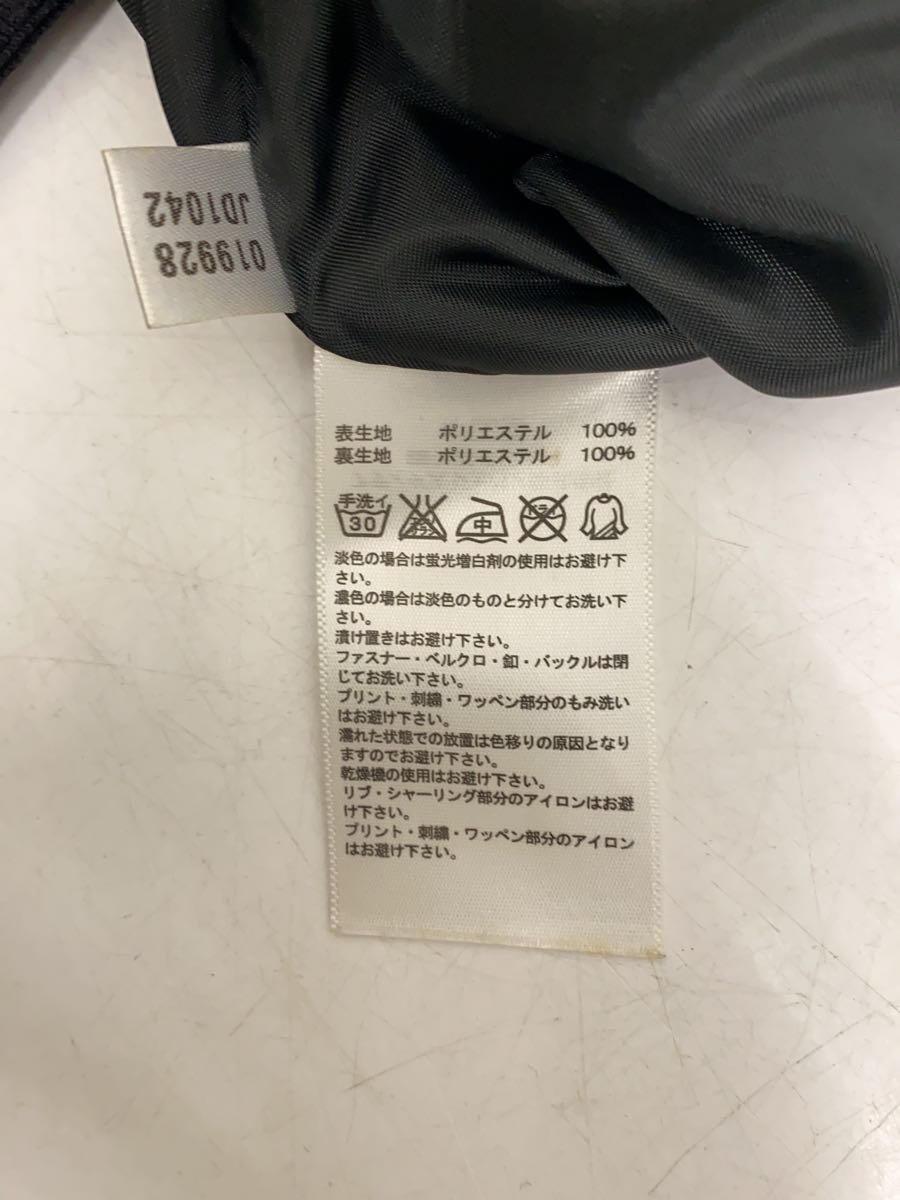 JD1042
019928
表生地 ポリエステル 100%
裏生地 ポリエステル 100%
手洗イ
30
中
淡色の場合は蛍光増白剤の使用はお避け下
さい。
濃色の場合は淡色のものと分けてお洗い下
さい。
漬け置きはお避け下さい。
ファスナー・ベルクロ・釦・バックルは閉
じてお洗い下さい。
プリント・刺繍・ワッペン部分のもみ洗い
はお避け下さい。
濡れた状態での放置は色移りの原因となり
ますのでお避け下さい。
乾燥機の使用はお避け下さい。
リブ・シャーリング部分のアイロンはお避
け下さい。
プリント・刺繍・ワッペン部分のアイロン
はお避け下さい。